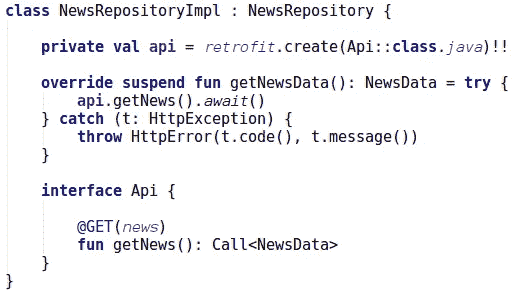 class NewsRepositoryImpl : NewsRepository {
private val api = retrofit.create(Api::class.java)!!
override suspend fun getNewsData(): NewsData = try {
api.getNews().await()
} catch (t: HttpException) {
throw HttpError(t.code(), t.message())
}
interface Api {
@GET(news)
fun getNews(): Call<NewsData>
}
}